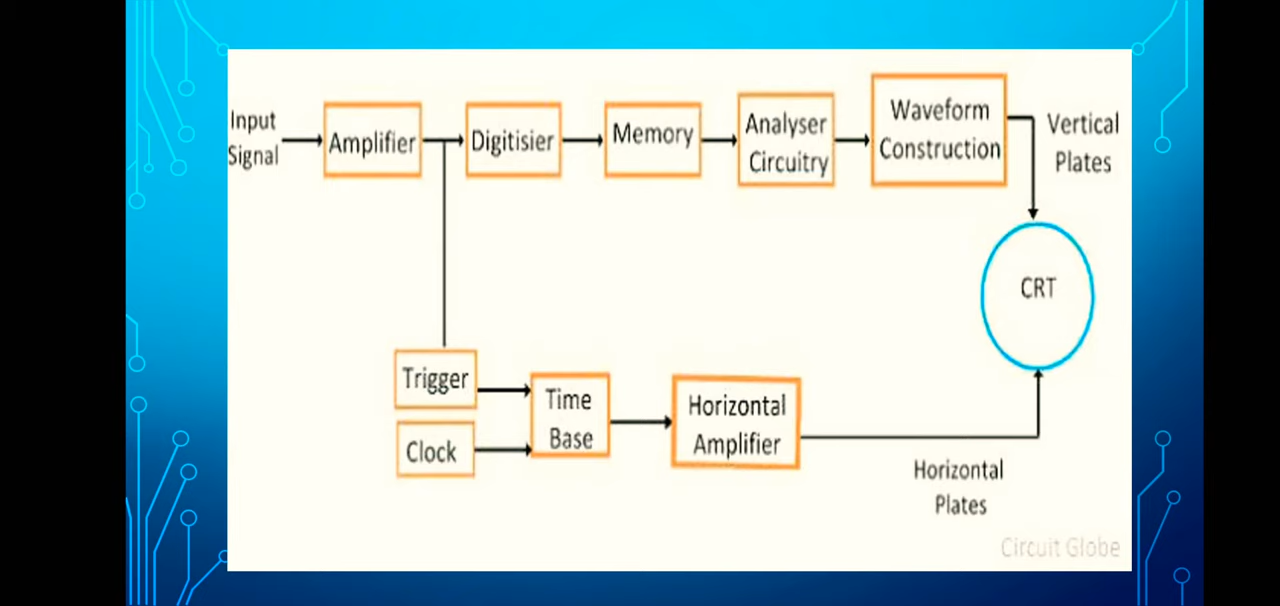 Input
Signal
Amplifier
Digitisier
Memory
Analyser
Circuitry
Waveform
Construction
Vertical
Plates
CRT
Trigger
Clock
Time
Base
Horizontal
Amplifier
Horizontal
Plates
Circuit Globe